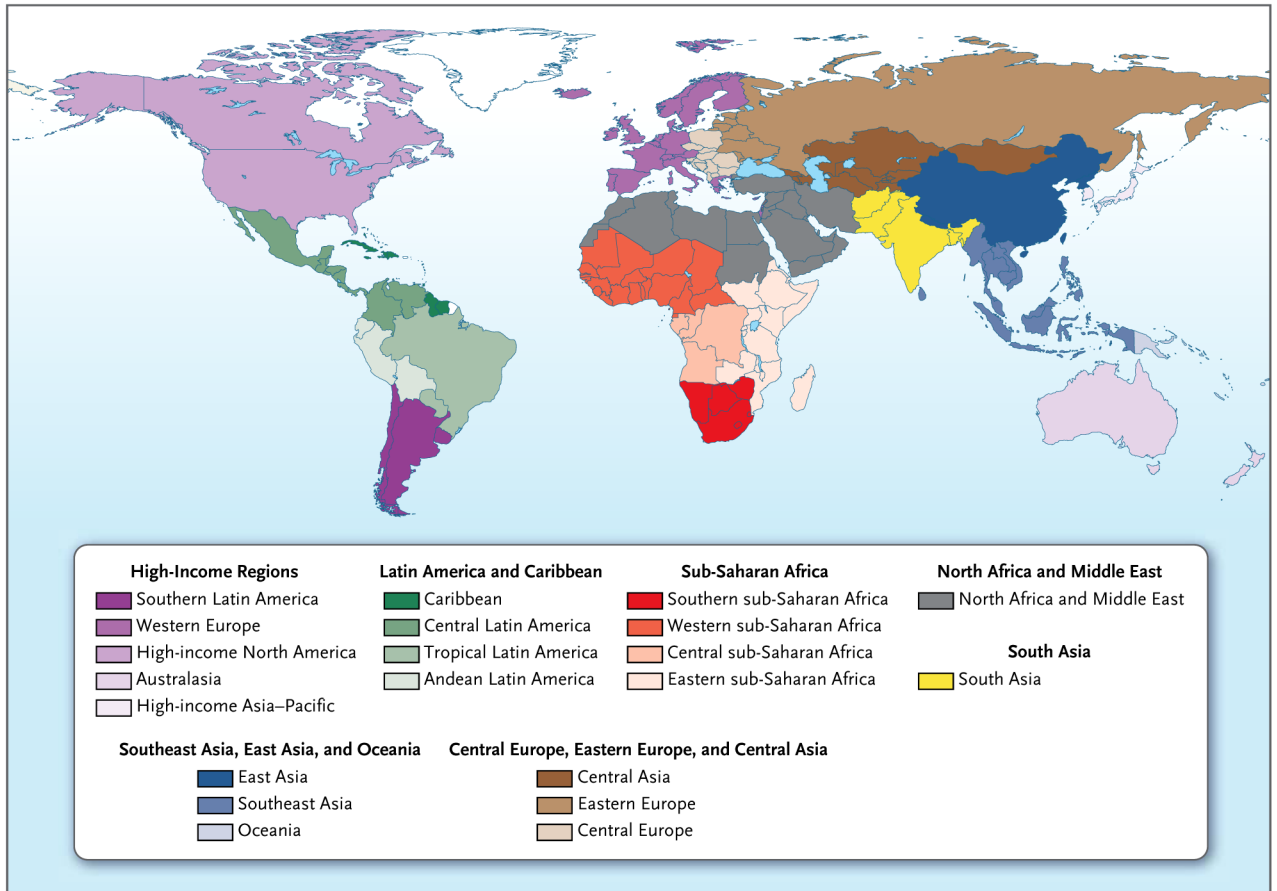 High-Income Regions
Southern Latin America
Western Europe
High-income North America
Australasia
High-income Asia–Pacific
Latin America and Caribbean
Caribbean
Central Latin America
Tropical Latin America
Andean Latin America
Sub-Saharan Africa
Southern sub-Saharan Africa
Western sub-Saharan Africa
Central sub-Saharan Africa
Eastern sub-Saharan Africa
North Africa and Middle East
North Africa and Middle East
South Asia
South Asia
Southeast Asia, East Asia, and Oceania
East Asia
Southeast Asia
Oceania
Central Europe, Eastern Europe, and Central Asia
Central Asia
Eastern Europe
Central Europe